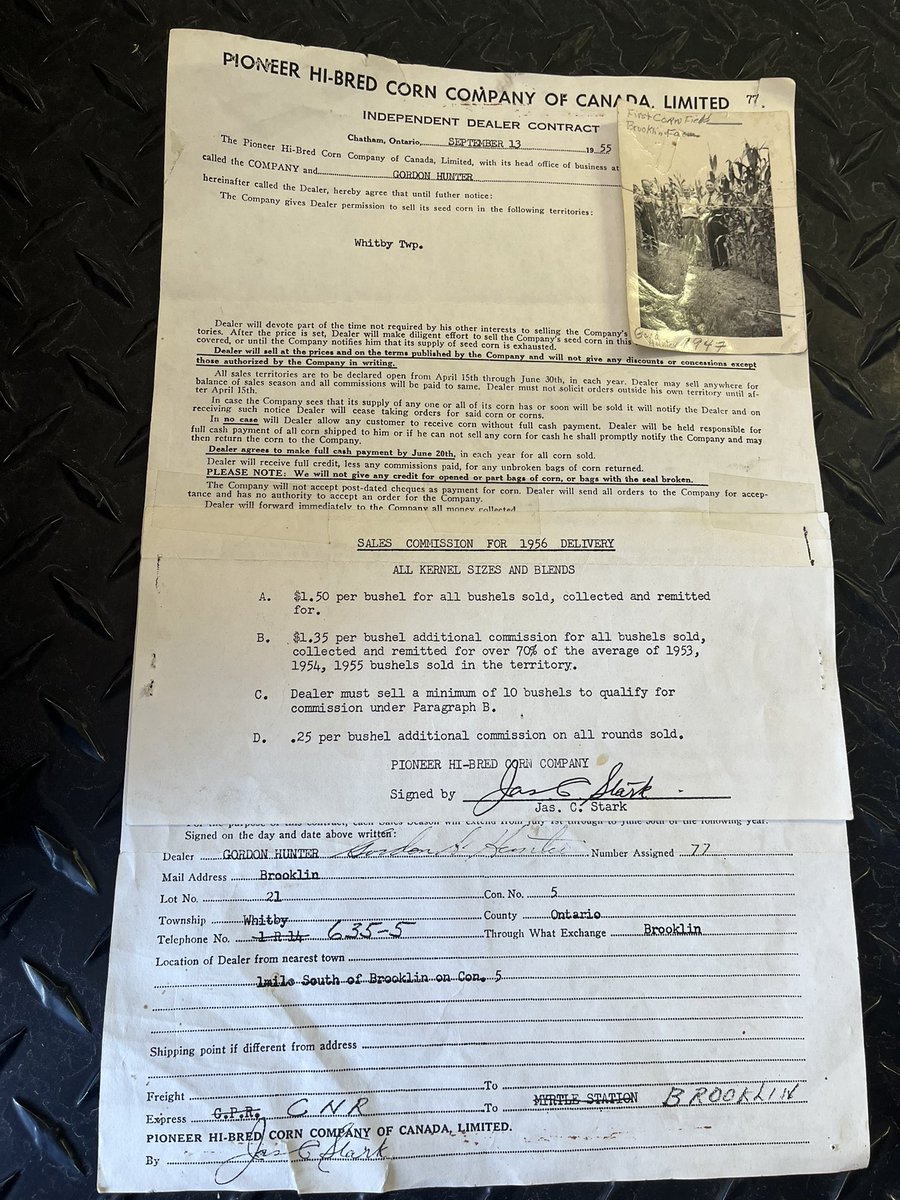 PIONEER HI-BRED CORN COMPANY OF CANADA, LIMITED 77.
INDEPENDENT DEALER CONTRACT
Chatham, Ontario, SEPTEMBER 13 1955
The Pioneer Hi-Bred Corn Company of Canada, Limited, with its head office of business at
called the COMPANY and GORDON HUNTER
hereinafter called the Dealer, hereby agree that until further notice:
The Company gives Dealer permission to sell its seed corn in the following territories:
Whitby Twp.
First Corn Field
Brooklin Farm
1947
Dealer will devote part of the time not required by his other interests to selling the Company's
tories. After the price is set, Dealer will make diligent effort to sell the Company's seed corn in this
covered, or until the Company notifies him that its supply of seed corn is exhausted.
Dealer will sell at the prices and on the terms published by the Company and will not give any discounts or concessions except
those authorized by the Company in writing.
All sales territories are to be declared open from April 15th through June 30th, in each year. Dealer may sell anywhere for
balance of sales season and all commissions will be paid to same. Dealer must not solicit orders outside his own territory until af-
ter April 15th.
In case the Company sees that its supply of any one or all of its corn has or soon will be sold it will notify the Dealer and on
receiving such notice Dealer will cease taking orders for said corn or corns.
In no case will Dealer allow any customer to receive corn without full cash payment. Dealer will be held responsible for
full cash payment of all corn shipped to him or if he can not sell any corn for cash he shall promptly notify the Company and may
then return the corn to the Company.
Dealer agrees to make full cash payment by June 20th, in each year for all corn sold.
Dealer will receive full credit, less any commissions paid, for any unbroken bags of corn returned.
PLEASE NOTE: We will not give any credit for opened or part bags of corn, or bags with the seal broken.
The Company will not accept post-dated cheques as payment for corn. Dealer will send all orders to the Company for accep-
tance and has no authority to accept an order for the Company.
Dealer will forward immediately to the Company all money collected
SALES COMMISSION FOR 1956 DELIVERY
ALL KERNEL SIZES AND BLENDS
A. $1.50 per bushel for all bushels sold, collected and remitted
for.
B. $1.35 per bushel additional commission for all bushels sold,
collected and remitted for over 70% of the average of 1953,
1954, 1955 bushels sold in the territory.
C. Dealer must sell a minimum of 10 bushels to qualify for
commission under Paragraph B.
D. .25 per bushel additional commission on all rounds sold.
PIONEER HI-BRED CORN COMPANY
Signed by Jas C. Stark
Jas. C. Stark
For the purpose of this contract, each Sales Season will extend from July 1st through to June 30th of the following year.
Signed on the day and date above written:
Dealer GORDON HUNTER Gordon A. Hunter Number Assigned 77
Mail Address Brooklin
Lot No. 21 Con. No. 5
Township Whitby County Ontario
Telephone No. 1 R 14 635-5 Through What Exchange Brooklin
Location of Dealer from nearest town
1mile South of Brooklin on Con. 5
Shipping point if different from address
Freight To
Express C.P.R. CNR To MYRTLE STATION BROOKLIN
PIONEER HI-BRED CORN COMPANY OF CANADA, LIMITED.
By Jas C Stark